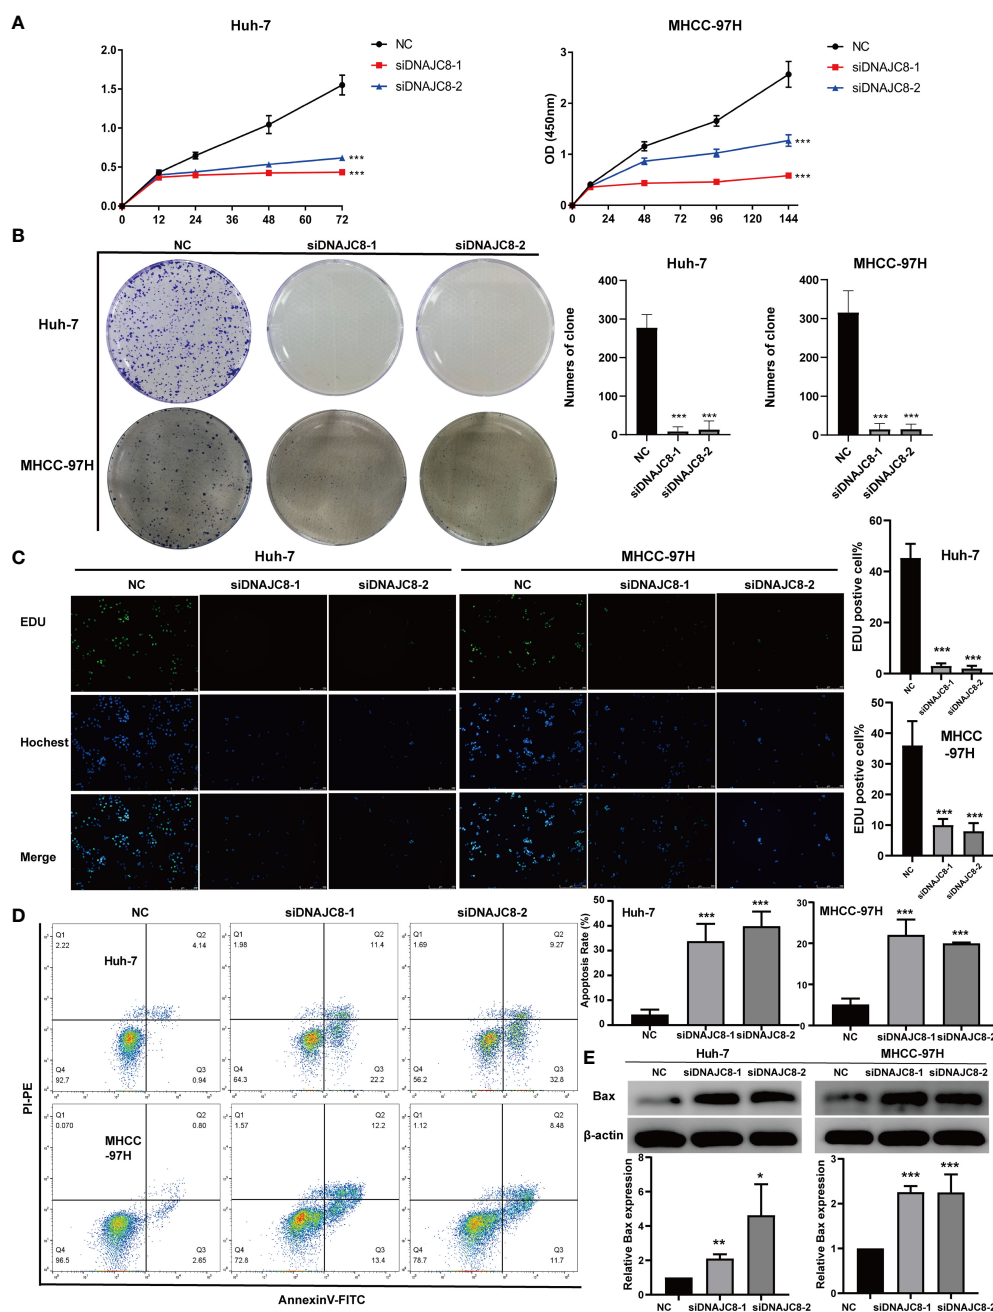 A
Huh-7
MHCC-97H
NC
siDNAJC8-1
siDNAJC8-2
2.0
1.5
1.0
0.5
0.0
***
***
0 12 24 36 48 60 72
NC
siDNAJC8-1
siDNAJC8-2
OD (450nm)
3
2
1
0
***
***
0 24 48 72 96 120 144
B
NC siDNAJC8-1 siDNAJC8-2
Huh-7
MHCC-97H
Huh-7
Numers of clone
400
300
200
100
0
*** ***
NC siDNAJC8-1 siDNAJC8-2
MHCC-97H
Numers of clone
400
300
200
100
0
*** ***
NC siDNAJC8-1 siDNAJC8-2
C
Huh-7 MHCC-97H
NC siDNAJC8-1 siDNAJC8-2 NC siDNAJC8-1 siDNAJC8-2
EDU
Hochest
Merge
Huh-7
EDU postive cell%
60
40
20
0
*** ***
NC siDNAJC8-1 siDNAJC8-2
MHCC
-97H
EDU postive cell%
50
40
30
20
10
0
*** ***
NC siDNAJC8-1 siDNAJC8-2
D
NC siDNAJC8-1 siDNAJC8-2
Q1 Q2 Q1 Q2 Q1 Q2
2.22 4.14 1.98 11.4 1.69 9.27
Huh-7
Q4 Q3 Q4 Q3 Q4 Q3
92.7 0.94 64.3 22.2 56.2 32.8
PI-PE
Q1 Q2 Q1 Q2 Q1 Q2
0.070 0.80 1.57 12.2 1.12 8.48
MHCC
-97H
Q4 Q3 Q4 Q3 Q4 Q3
96.5 2.65 72.8 13.4 78.7 11.7
AnnexinV-FITC
Huh-7
Apoptosis Rate (%)
50
40
30
20
10
0
*** ***
NC siDNAJC8-1 siDNAJC8-2
MHCC-97H
30
20
10
0
*** ***
NC siDNAJC8-1 siDNAJC8-2
E
Huh-7 MHCC-97H
NC siDNAJC8-1 siDNAJC8-2 NC siDNAJC8-1 siDNAJC8-2
Bax
β-actin
Relative Bax expression
8
6
4
2
0
** *
NC siDNAJC8-1 siDNAJC8-2
Relative Bax expression
3
2
1
0
*** ***
NC siDNAJC8-1 siDNAJC8-2